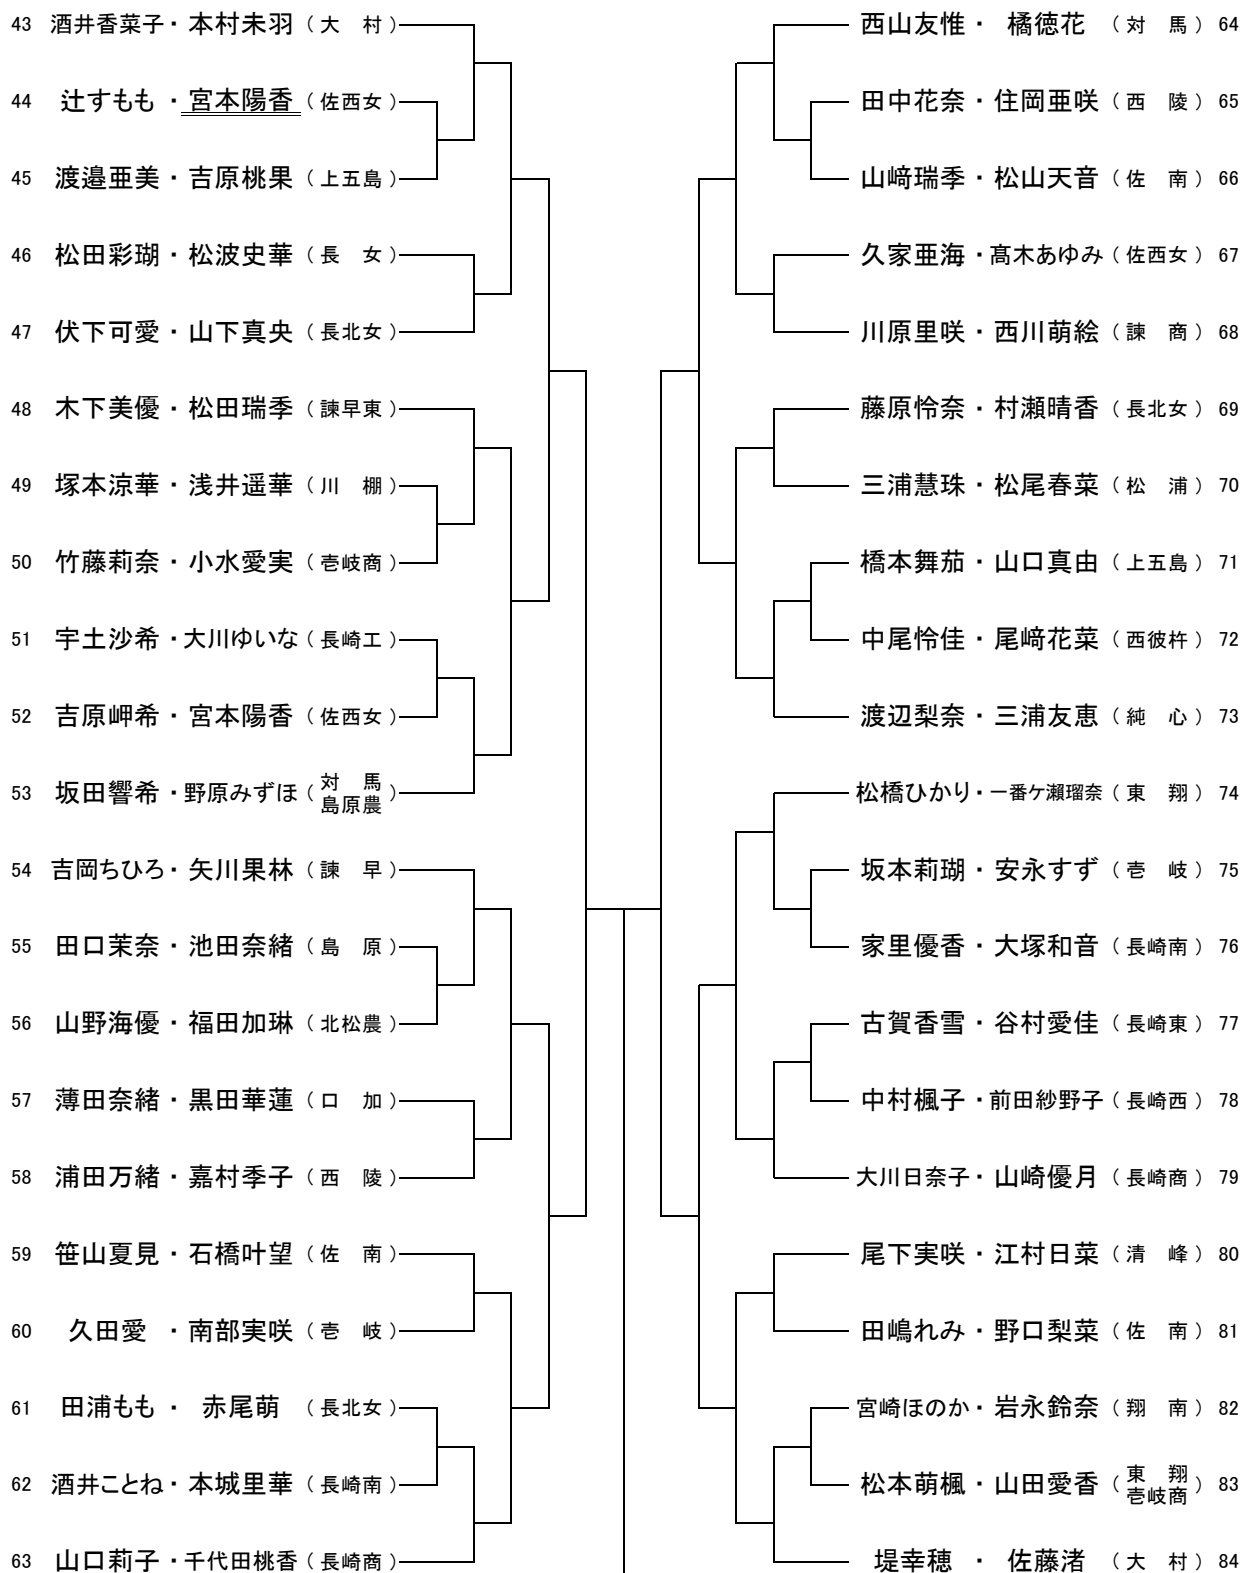 43 酒井香菜子・本村未羽（大　村）
44 辻すもも・宮本陽香（佐西女）
45 渡邉亜美・吉原桃果（上五島）
46 松田彩瑚・松波史華（長　女）
47 伏下可愛・山下真央（長北女）
48 木下美優・松田瑞季（諫早東）
49 塚本涼華・浅井遥華（川　棚）
50 竹藤莉奈・小水愛実（壱岐商）
51 宇土沙希・大川ゆいな（長崎工）
52 吉原岬希・宮本陽香（佐西女）
53 坂田響希・野原みずほ（対　馬 島原農）
54 吉岡ちひろ・矢川果林（諫　早）
55 田口茉奈・池田奈緒（島　原）
56 山野海優・福田加琳（北松農）
57 薄田奈緒・黒田華蓮（口　加）
58 浦田万緒・嘉村季子（西　陵）
59 笹山夏見・石橋叶望（佐　南）
60 久田愛・南部実咲（壱　岐）
61 田浦もも・赤尾萌（長北女）
62 酒井ことね・本城里華（長崎南）
63 山口莉子・千代田桃香（長崎商）
西山友惟・橘徳花（対　馬）64
田中花奈・住岡亜咲（西　陵）65
山﨑瑞季・松山天音（佐　南）66
久家亜海・髙木あゆみ（佐西女）67
川原里咲・西川萌絵（諫　商）68
藤原怜奈・村瀬晴香（長北女）69
三浦慧珠・松尾春菜（松　浦）70
橋本舞茄・山口真由（上五島）71
中尾怜佳・尾﨑花菜（西彼杵）72
渡辺梨奈・三浦友恵（純　心）73
松橋ひかり・一番ケ瀬瑠奈（東　翔）74
坂本莉瑚・安永すず（壱　岐）75
家里優香・大塚和音（長崎南）76
古賀香雪・谷村愛佳（長崎東）77
中村楓子・前田紗野子（長崎西）78
大川日奈子・山崎優月（長崎商）79
尾下実咲・江村日菜（清　峰）80
田嶋れみ・野口梨菜（佐　南）81
宮崎ほのか・岩永鈴奈（翔　南）82
松本萌楓・山田愛香（東　翔 壱岐商）83
堤幸穂・佐藤渚（大　村）84